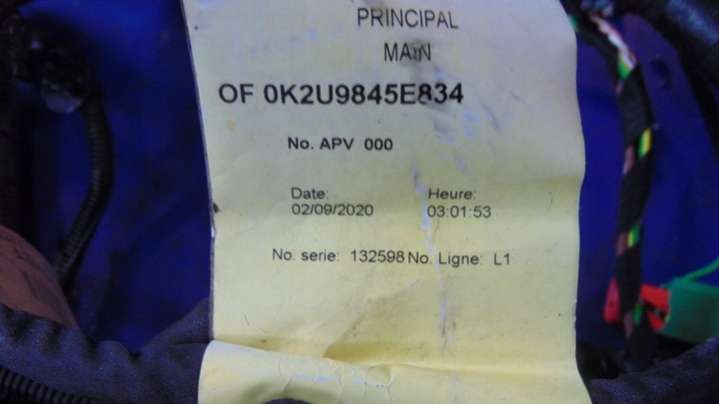 PRINCIPAL
MAIN
OF 0K2U9845E834
No. APV 000
Date: Heure:
02/09/2020 03:01:53
No. serie: 132598 No. Ligne: L1